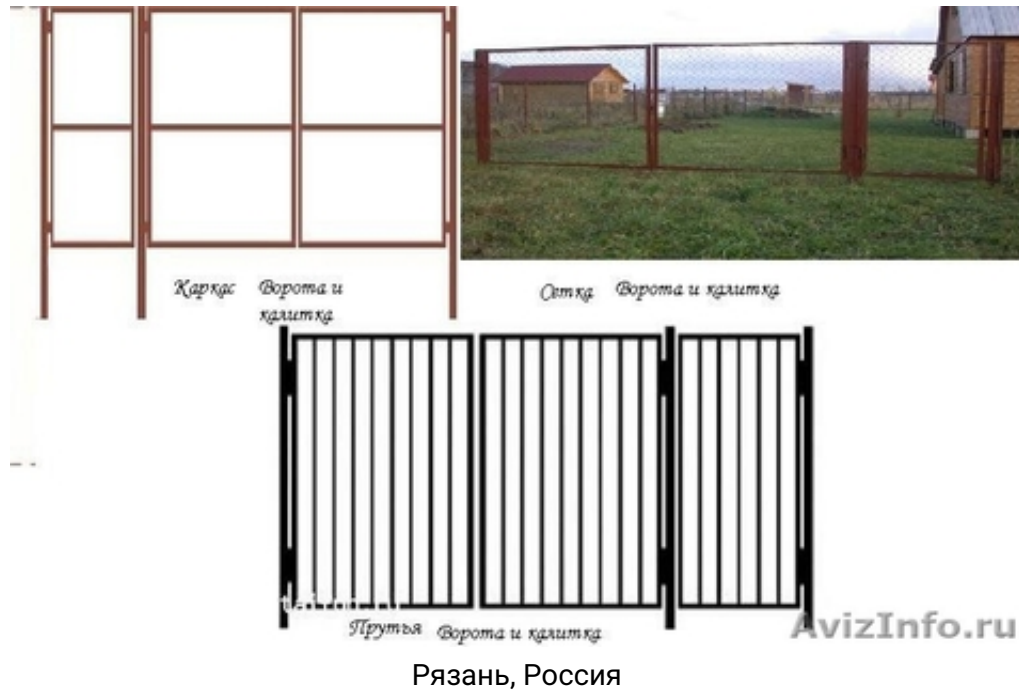 Каркас Ворота и
калитка
Сетка Ворота и калитка
Прутья Ворота и калитка
AvizInfo.ru
Рязань, Россия